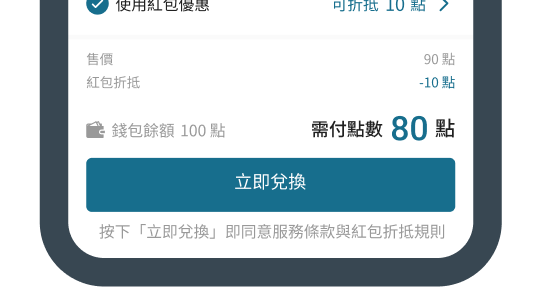 使用紅包優惠 可折抵 10 點
售價 90 點
紅包折抵 -10 點
錢包餘額 100 點 需付點數 80 點
立即兌換
按下「立即兌換」即同意服務條款與紅包折抵規則